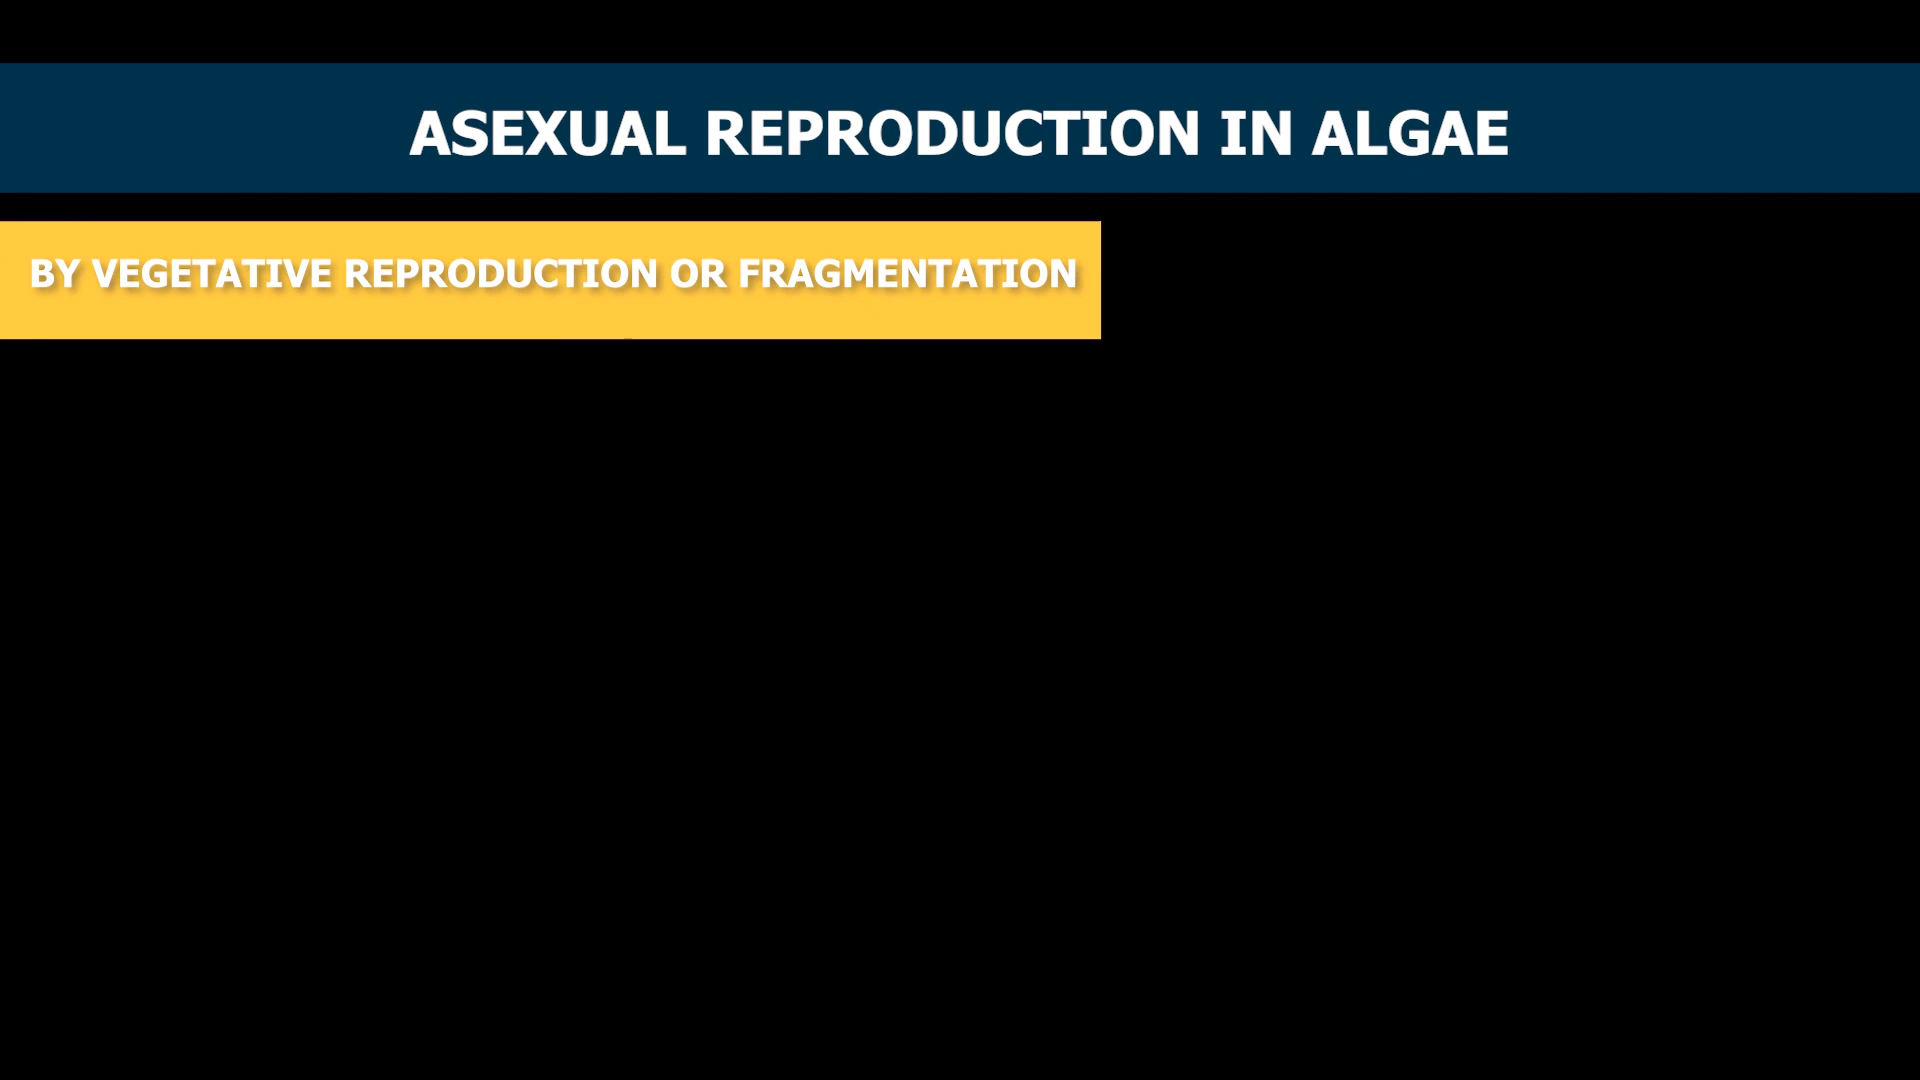 ASEXUAL REPRODUCTION IN ALGAE
BY VEGETATIVE REPRODUCTION OR FRAGMENTATION